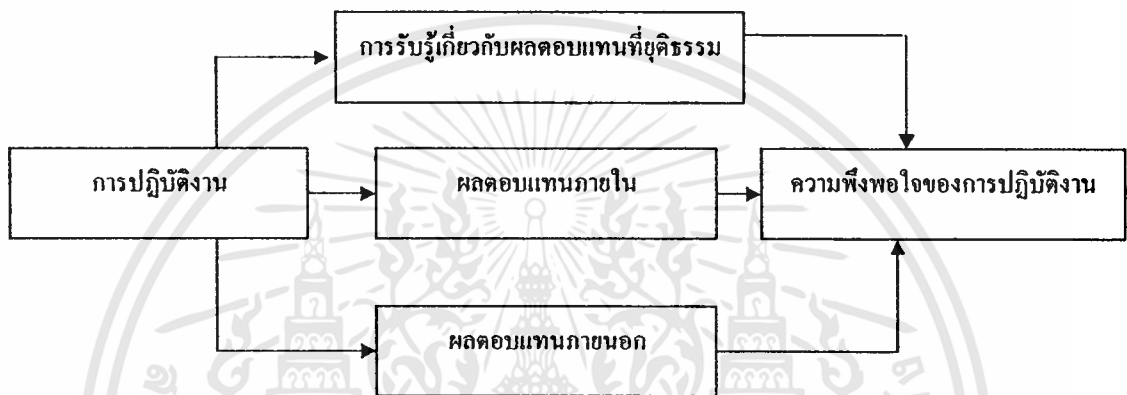 การรับรู้เกี่ยวกับผลตอบแทนที่ยุติธรรม
การปฏิบัติงาน
ผลตอบแทนภายใน
ความพึงพอใจของการปฏิบัติงาน
ผลตอบแทนภายนอก